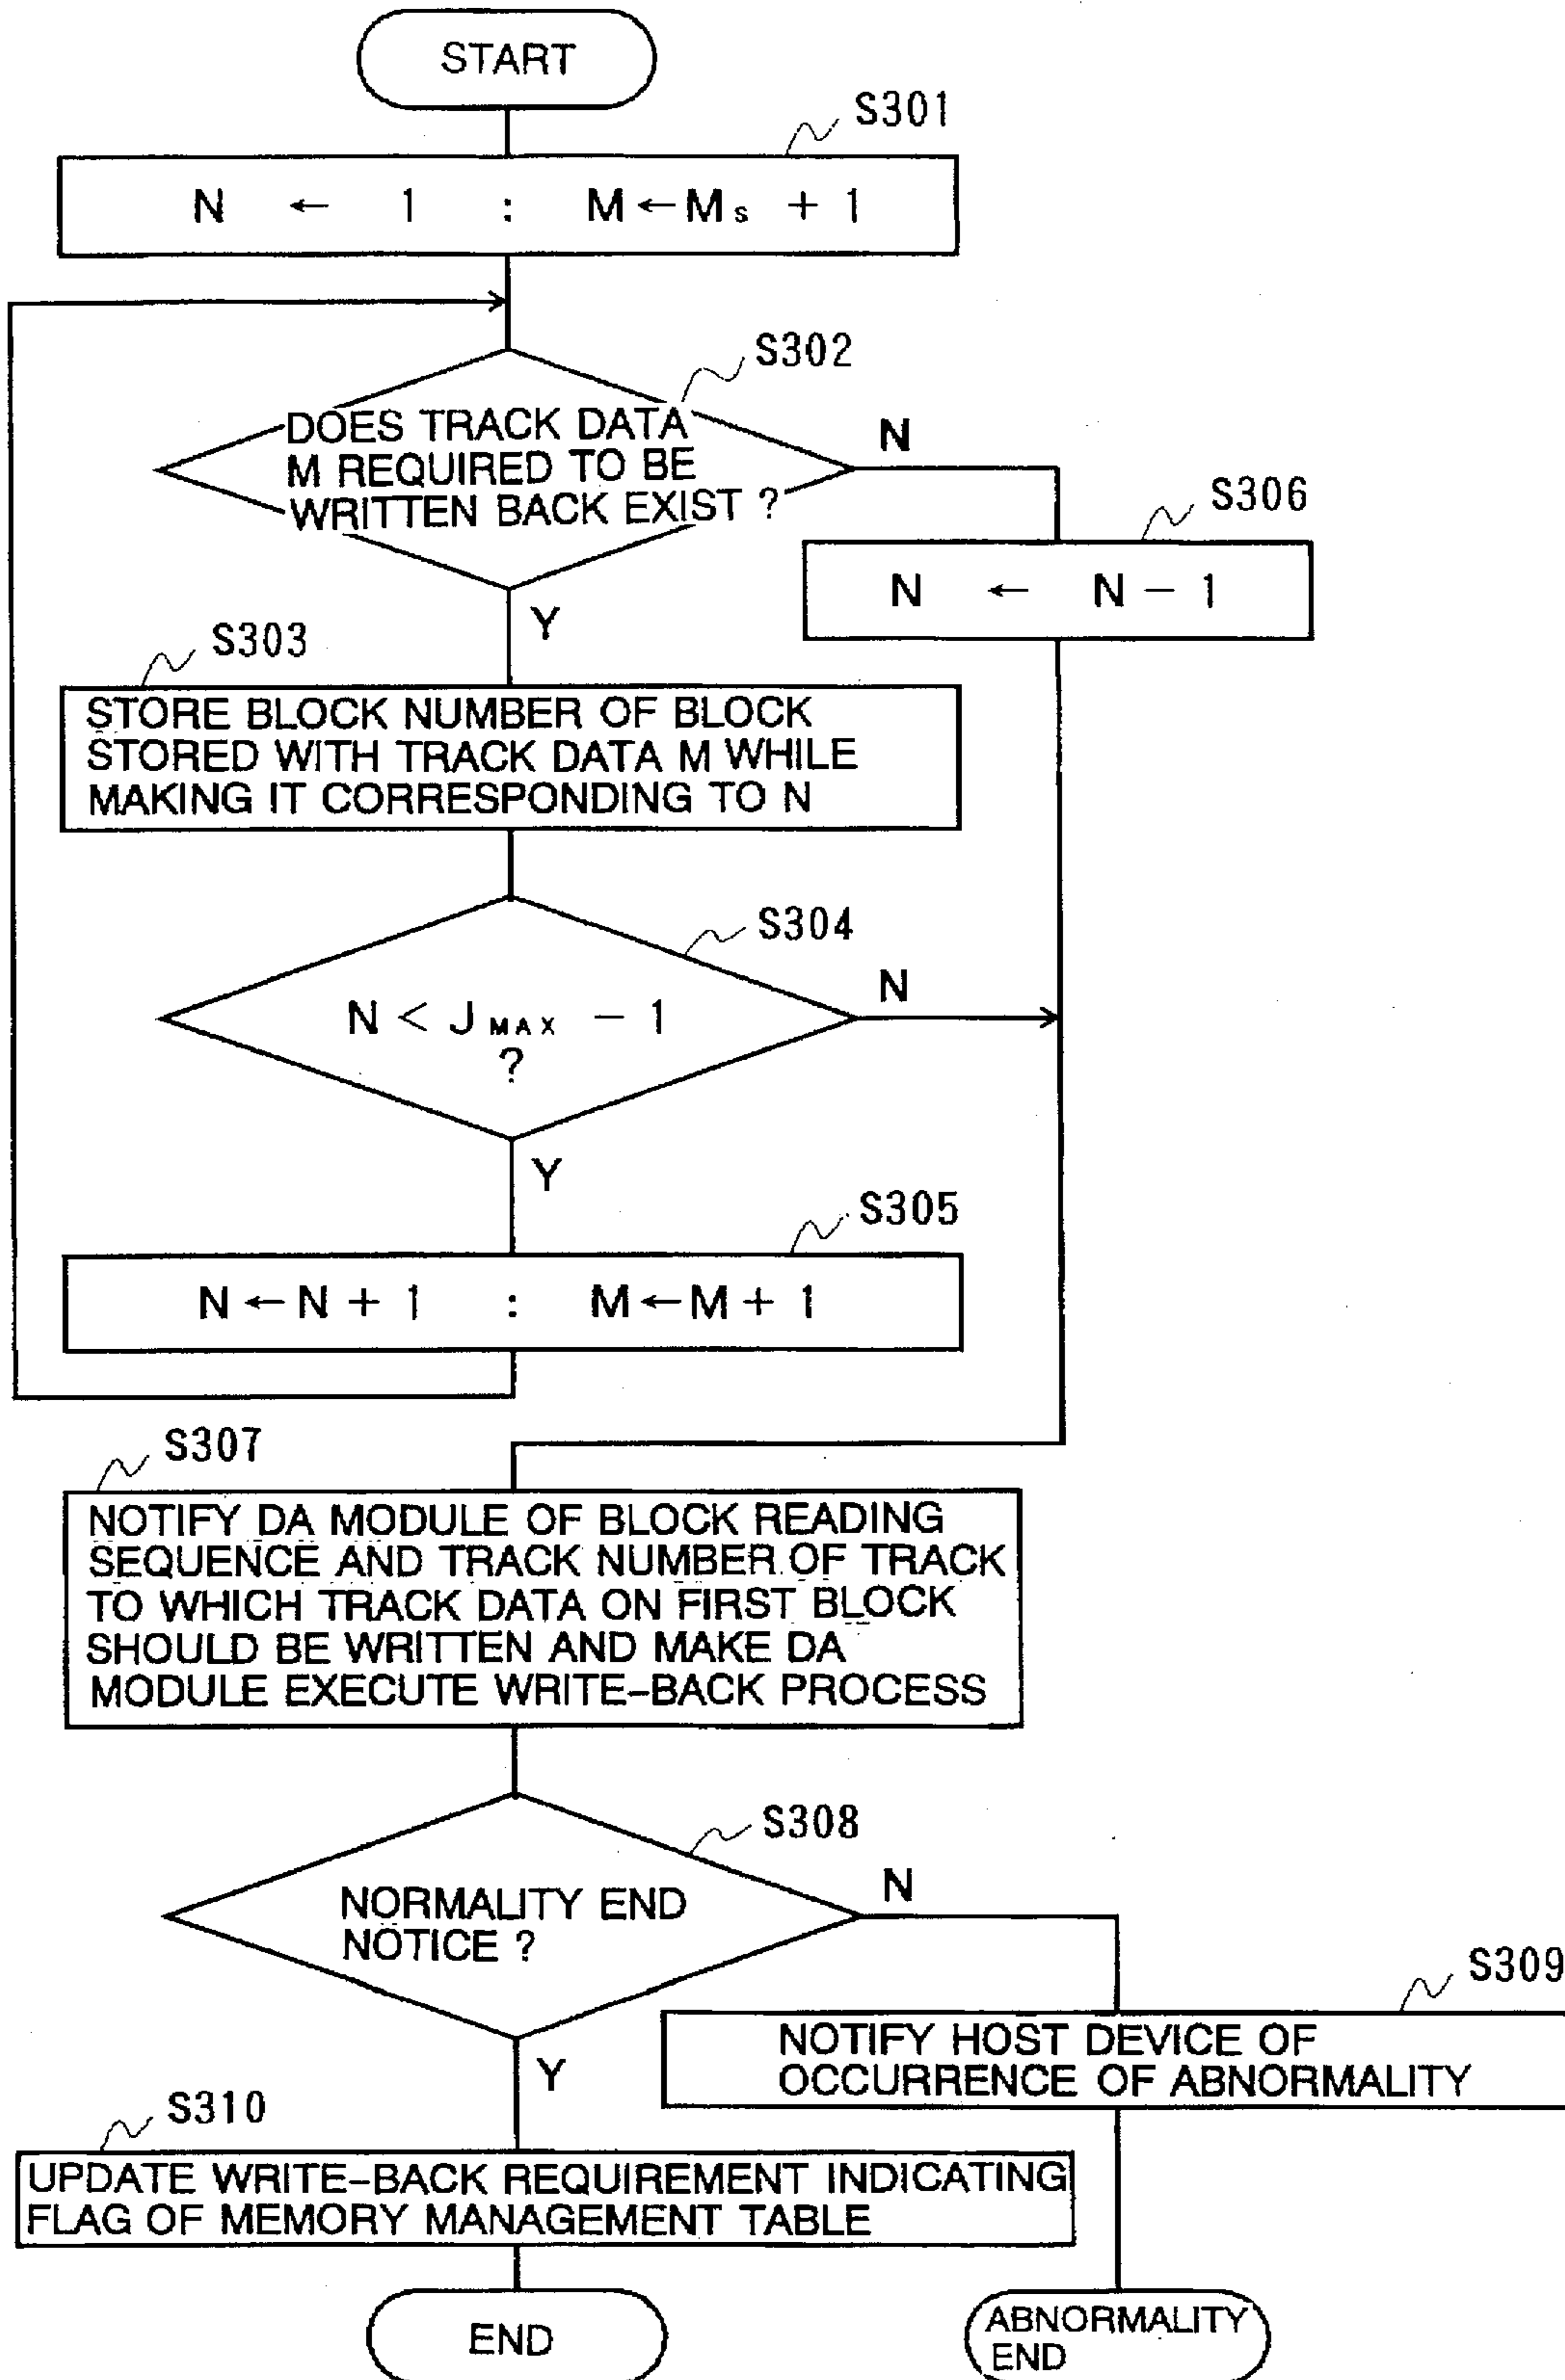 START
S301
N ← 1 : M←Ms + 1
S302
DOES TRACK DATA
M REQUIRED TO BE
WRITTEN BACK EXIST ?
N
Y
S306
N ← N − 1
S303
STORE BLOCK NUMBER OF BLOCK
STORED WITH TRACK DATA M WHILE
MAKING IT CORRESPONDING TO N
S304
N < JMAX − 1
?
N
Y
S305
N←N + 1 : M←M + 1
S307
NOTIFY DA MODULE OF BLOCK READING
SEQUENCE AND TRACK NUMBER OF TRACK
TO WHICH TRACK DATA ON FIRST BLOCK
SHOULD BE WRITTEN AND MAKE DA
MODULE EXECUTE WRITE−BACK PROCESS
S308
NORMALITY END
NOTICE ?
N
Y
S309
NOTIFY HOST DEVICE OF
OCCURRENCE OF ABNORMALITY
S310
UPDATE WRITE−BACK REQUIREMENT INDICATING
FLAG OF MEMORY MANAGEMENT TABLE
END
ABNORMALITY
END